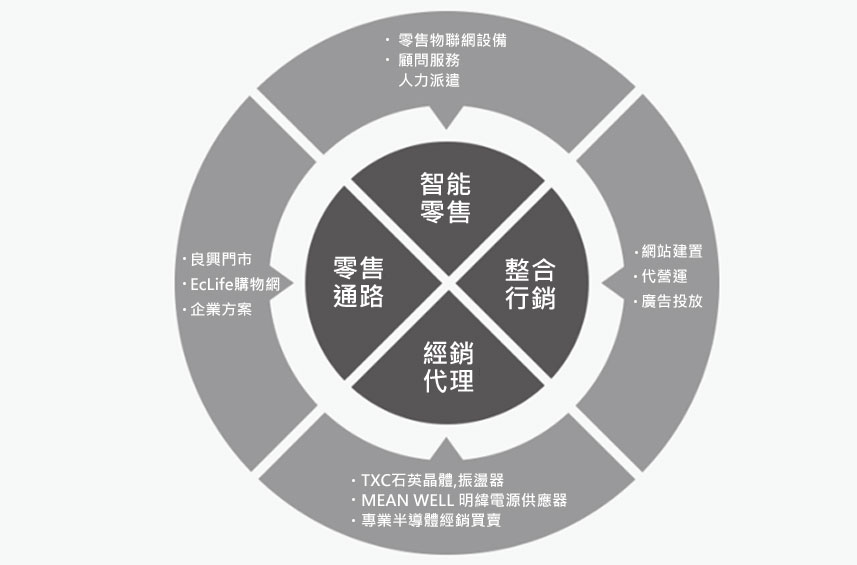 ・ 零售物聯網設備
・ 顧問服務
人力派遣
智能
零售
・良興門市
・EcLife購物網
・企業方案
零售
通路
整合
行銷
・網站建置
・代營運
・廣告投放
經銷
代理
・TXC石英晶體,振盪器
・MEAN WELL 明緯電源供應器
・專業半導體經銷買賣